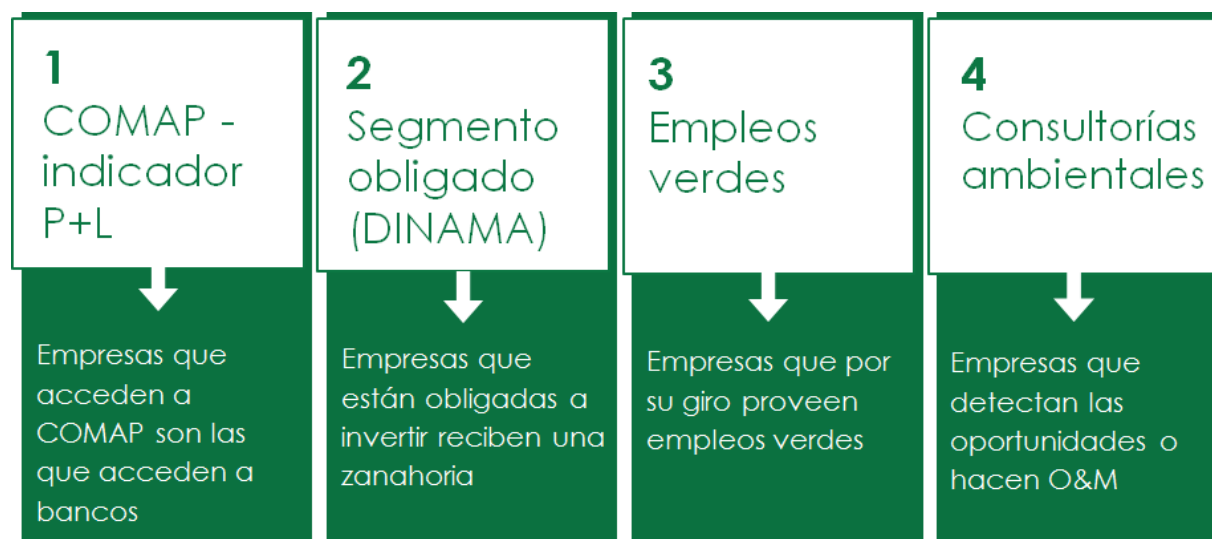 1
COMAP -
indicador
P+L
Empresas que
acceden a
COMAP son las
que acceden a
bancos
2
Segmento
obligado
(DINAMA)
Empresas que
están obligadas a
invertir reciben una
zanahoria
3
Empleos
verdes
Empresas que por
su giro proveen
empleos verdes
4
Consultorías
ambientales
Empresas que
detectan las
oportunidades o
hacen O&M